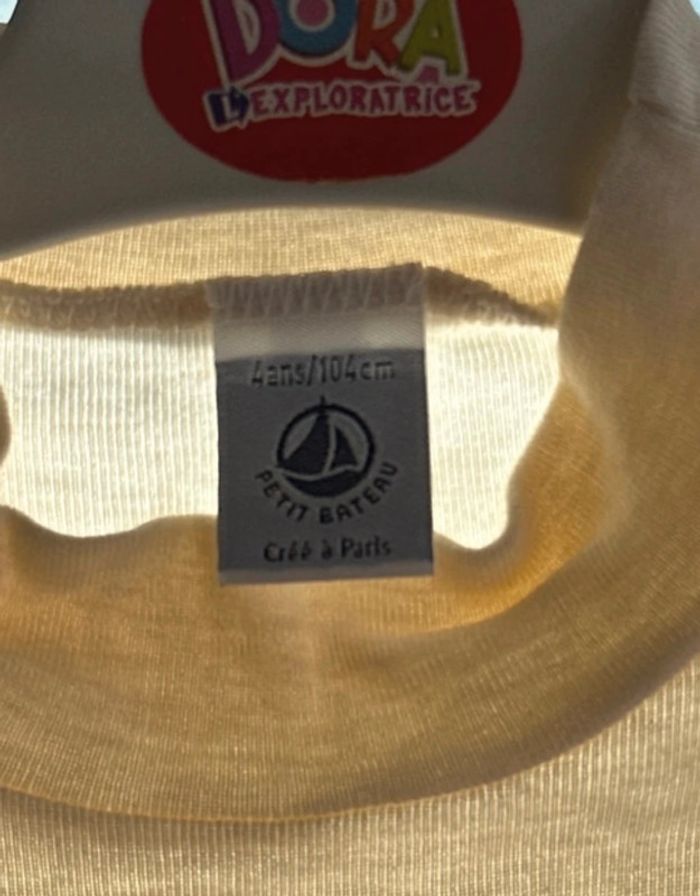 DORA
L'EXPLORATRICE
4ans/104cm
PETIT BATEAU
Créé à Paris